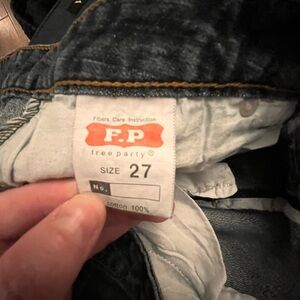 Fibers Care Instruction
F.P
free party ®
SIZE 27
No.
cotton 100%